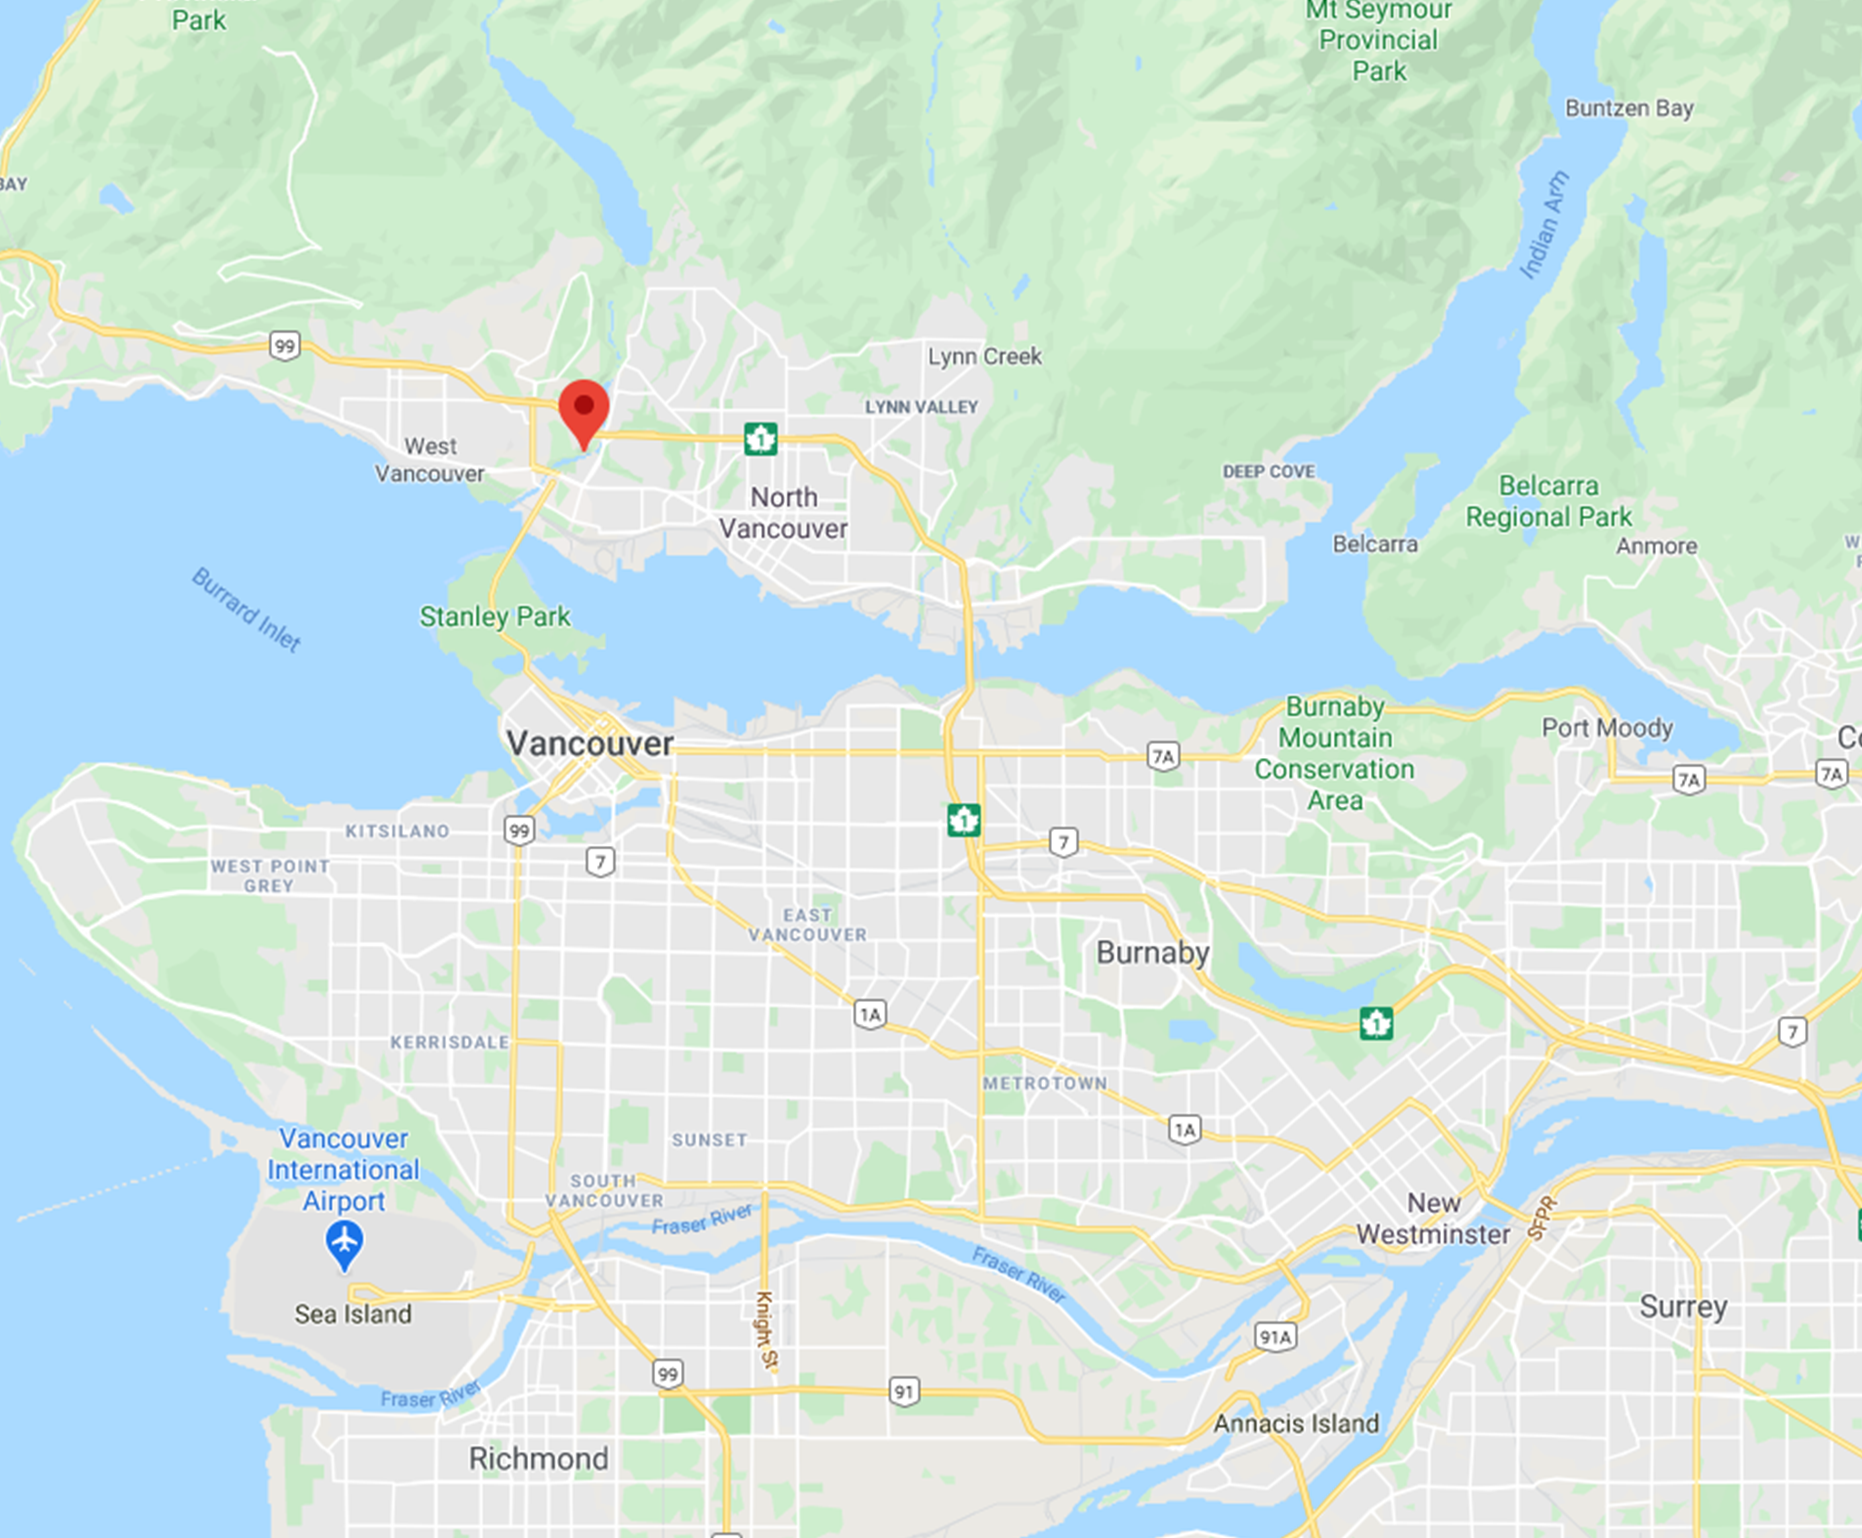 Park
Mt Seymour
Provincial
Park
Buntzen Bay
BAY
Indian Arm
99
Lynn Creek
LYNN VALLEY
1
West
Vancouver
North
Vancouver
DEEP COVE
Belcarra
Regional Park
Belcarra
Anmore
W
Burrard Inlet
Stanley Park
Vancouver
7A
Burnaby
Mountain
Conservation
Area
Port Moody
Co
7A
7A
KITSILANO
99
7
1
7
WEST POINT
GREY
EAST
VANCOUVER
Burnaby
1A
1
7
KERRISDALE
METROTOWN
1A
SUNSET
Vancouver
International
Airport
SOUTH
VANCOUVER
Fraser River
New
Westminster
SFPR
Fraser River
Sea Island
Knight St
Surrey
91A
99
91
Fraser River
Annacis Island
Richmond